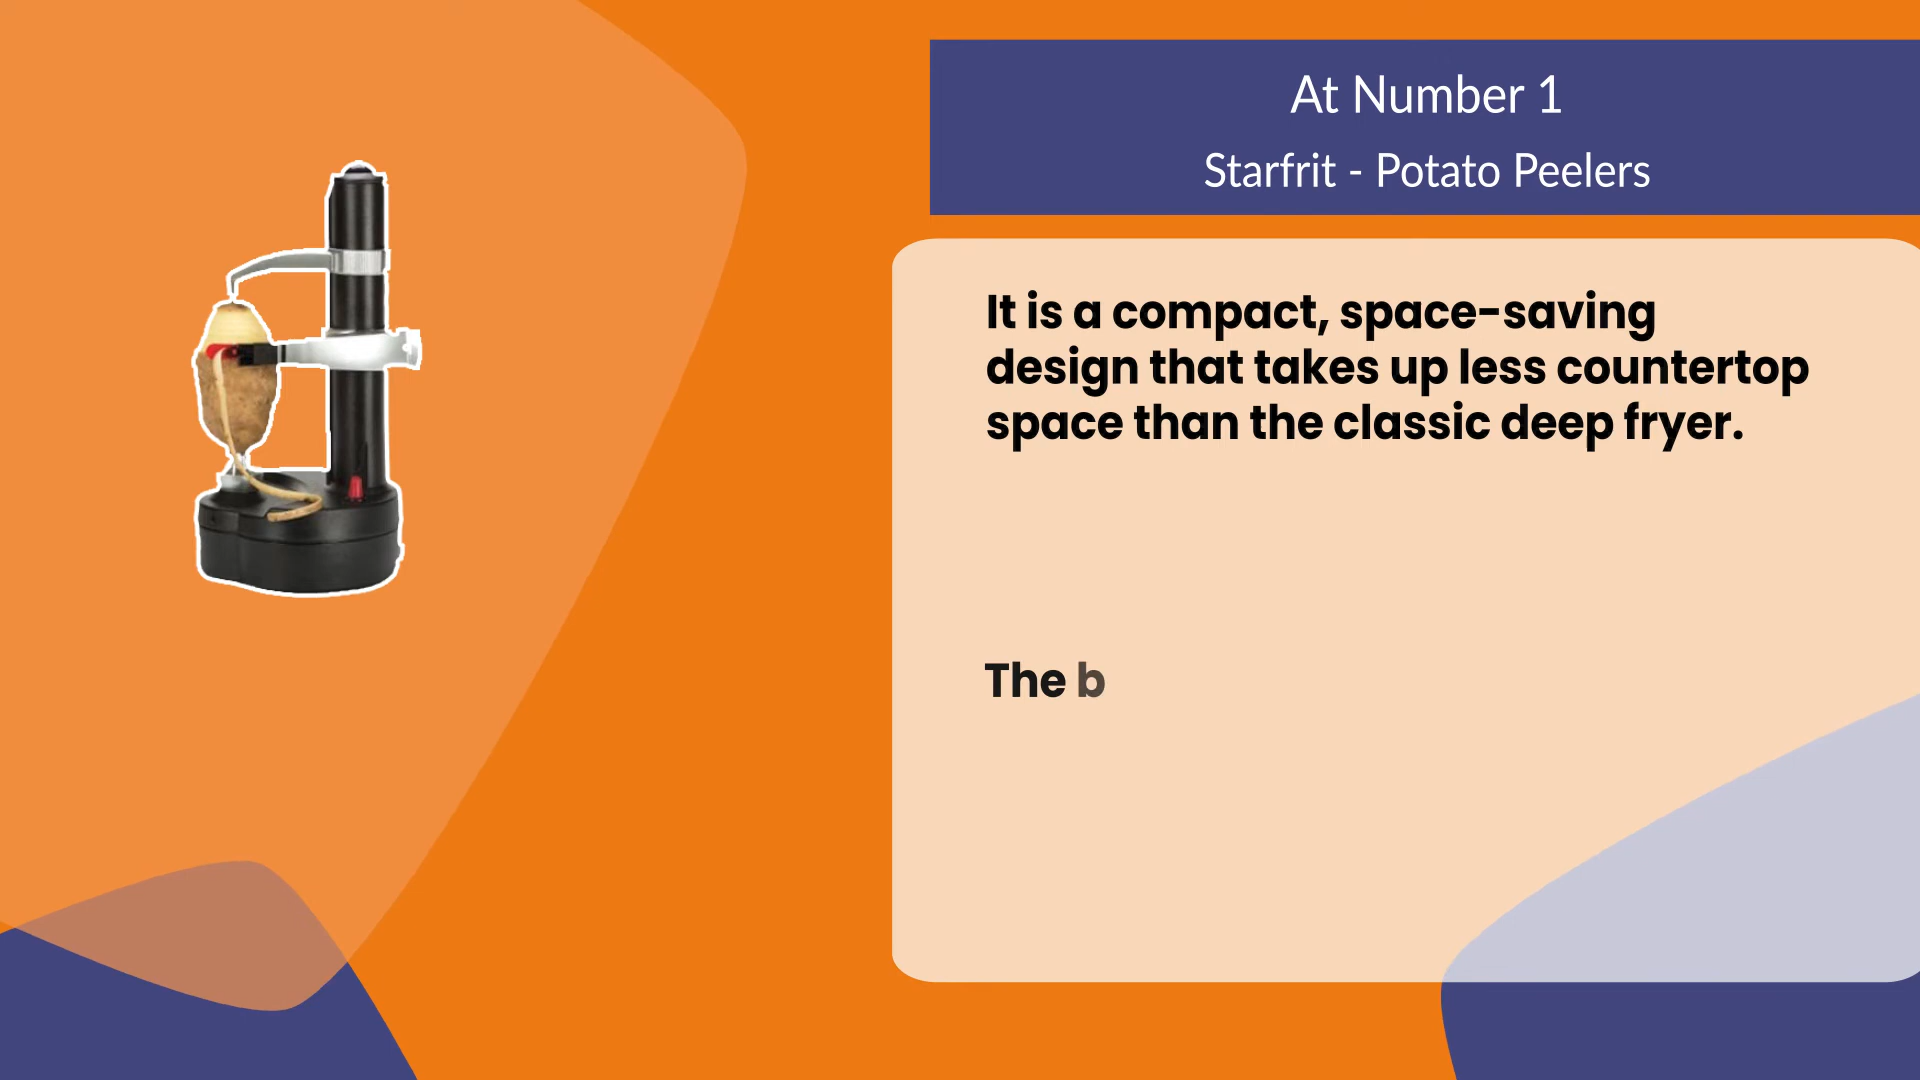 At Number 1
Starfrit - Potato Peelers
It is a compact, space-saving
design that takes up less countertop
space than the classic deep fryer.
The b